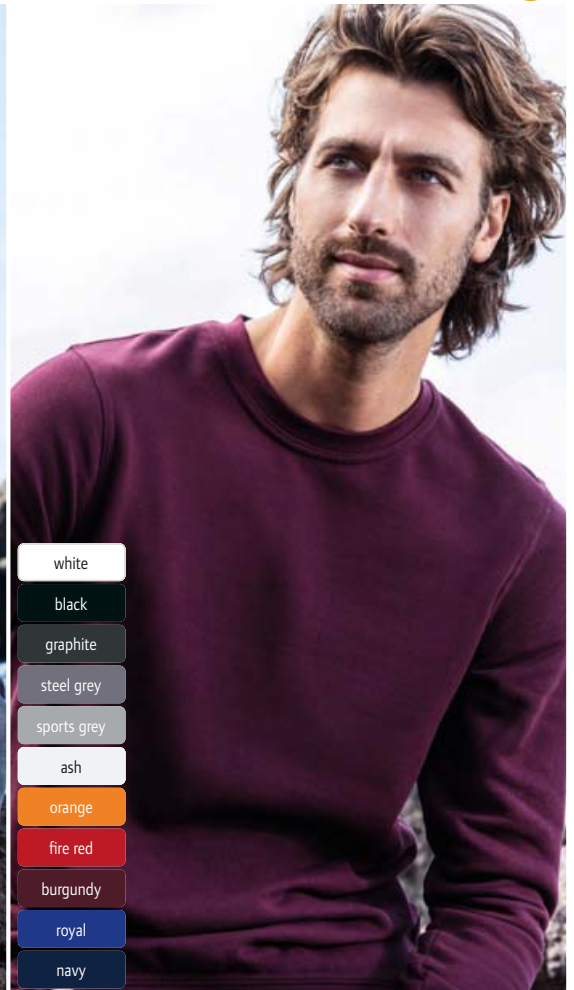 white
black
graphite
steel grey
sports grey
ash
orange
fire red
burgundy
royal
navy